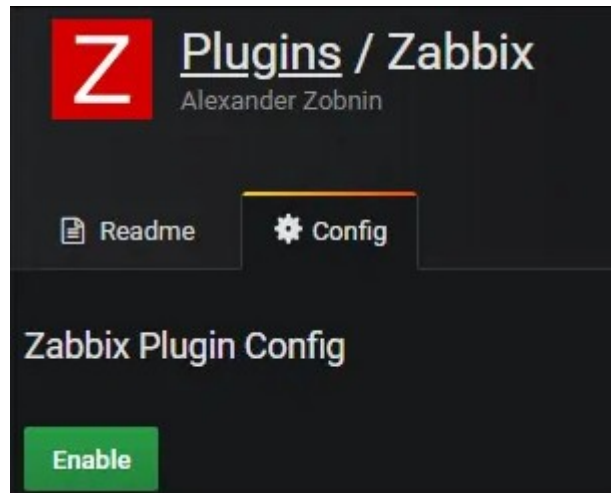 Z
Plugins / Zabbix
Alexander Zobnin
Readme
Config
Zabbix Plugin Config
Enable